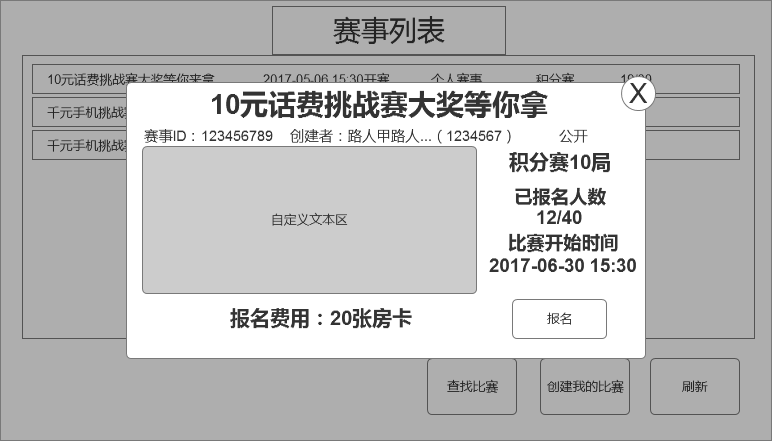 赛事列表
10元话费挑战赛大奖等你来拿 2017-05-06 15:30开赛 个人赛事 积分赛
千元手机挑战
千元手机挑战
X
10元话费挑战赛大奖等你拿
赛事ID：123456789 创建者：路人甲路人...（1234567） 公开
积分赛10局
自定义文本区
已报名人数
12/40
比赛开始时间
2017-06-30 15:30
报名费用：20张房卡
报名
查找比赛 创建我的比赛 刷新